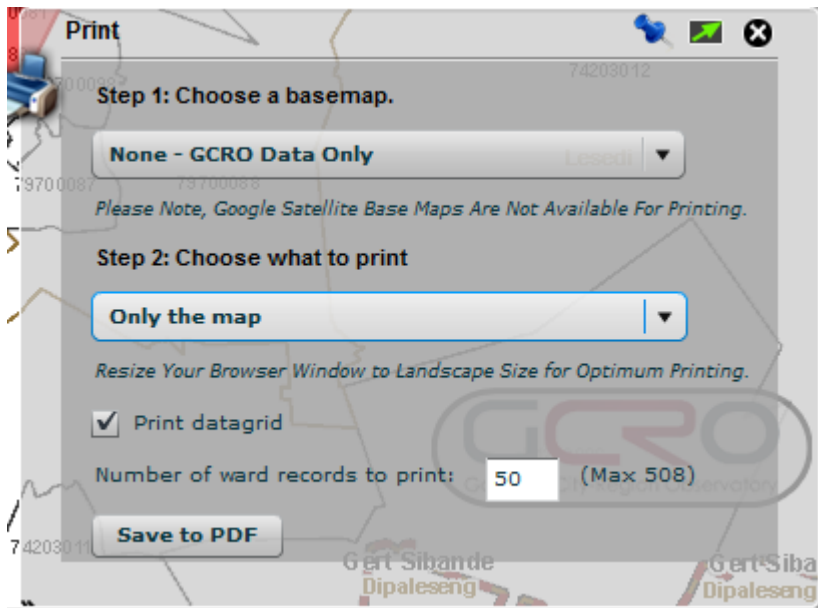 Print
74203012
Step 1: Choose a basemap.
None - GCRO Data Only
Lesedi
79700087
79700088
Please Note, Google Satellite Base Maps Are Not Available For Printing.
Step 2: Choose what to print
Only the map
Resize Your Browser Window to Landscape Size for Optimum Printing.
Print datagrid
GCRO
Number of ward records to print: 50 (Max 508)
Save to PDF
Gert Sibande
Dipaleseng
Gert Siba
Dipaleseng